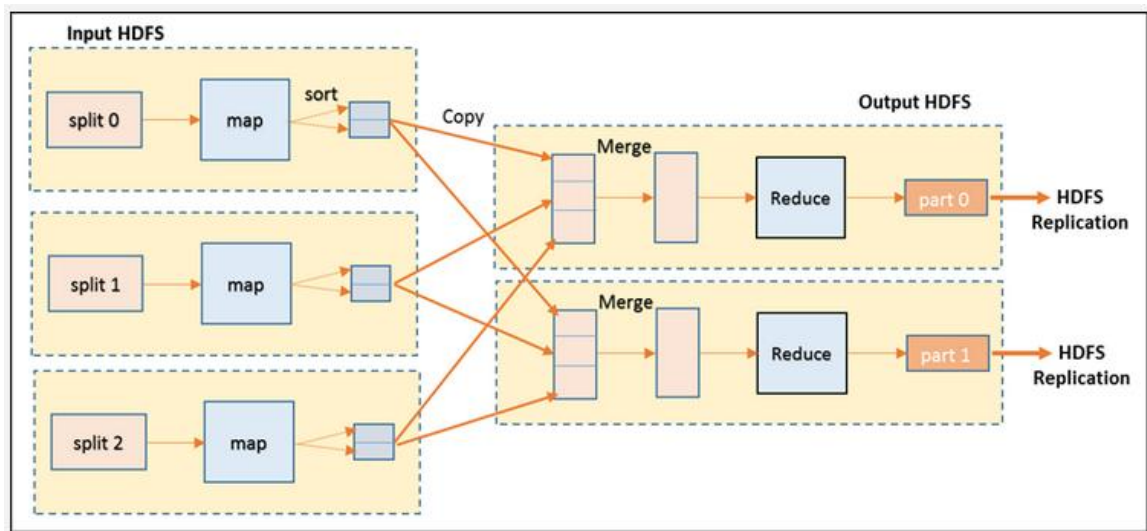 Input HDFS
split 0
map
sort
Copy
split 1
map
split 2
map
Output HDFS
Merge
Reduce
part 0
HDFS
Replication
Merge
Reduce
part 1
HDFS
Replication